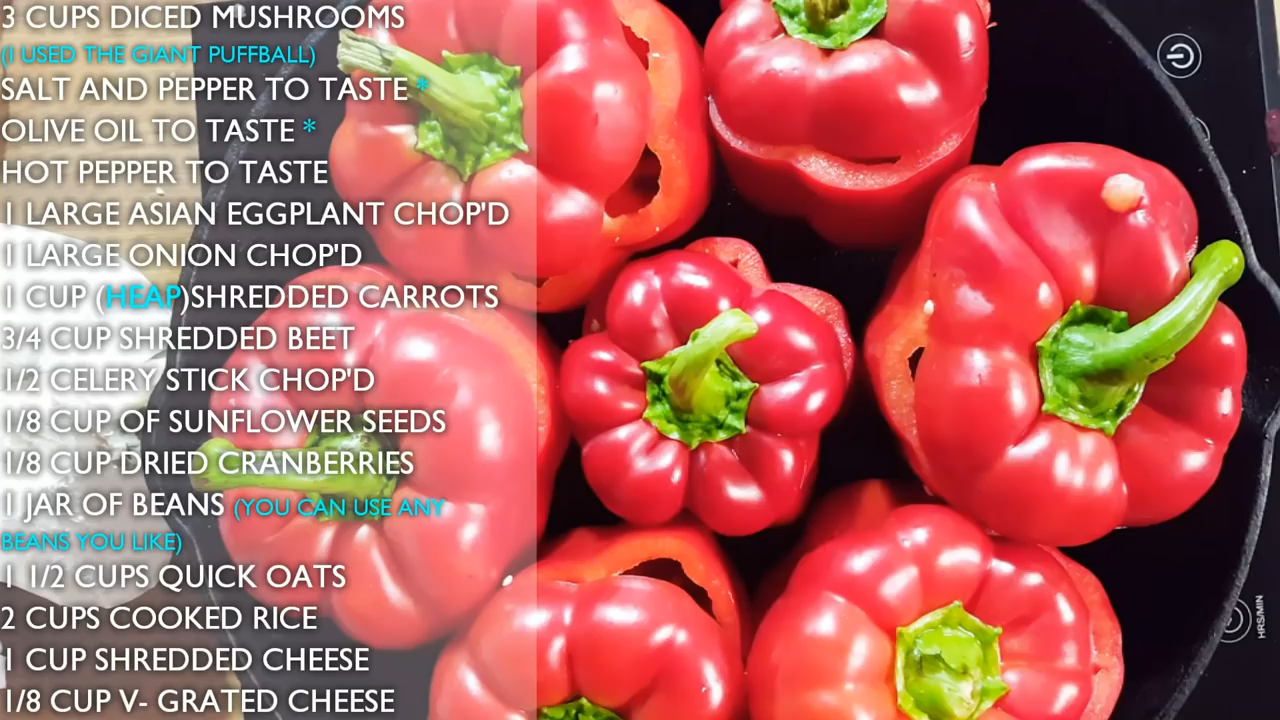 3 CUPS DICED MUSHROOMS
(I USED THE GIANT PUFFBALL)
SALT AND PEPPER TO TASTE *
OLIVE OIL TO TASTE *
HOT PEPPER TO TASTE
1 LARGE ASIAN EGGPLANT CHOP'D
1 LARGE ONION CHOP'D
1 CUP (HEAP)SHREDDED CARROTS
3/4 CUP SHREDDED BEET
1/2 CELERY STICK CHOP'D
1/8 CUP OF SUNFLOWER SEEDS
1/8 CUP DRIED CRANBERRIES
1 JAR OF BEANS (YOU CAN USE ANY
BEANS YOU LIKE)
1 1/2 CUPS QUICK OATS
2 CUPS COOKED RICE
1 CUP SHREDDED CHEESE
1/8 CUP V- GRATED CHEESE
HRS/MIN